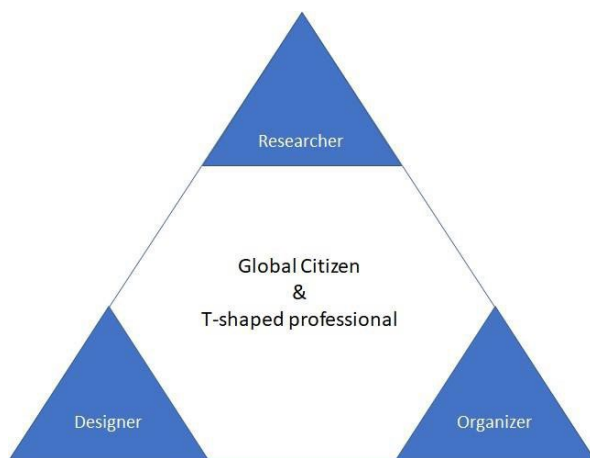 Researcher
Global Citizen
&
T-shaped professional
Designer
Organizer